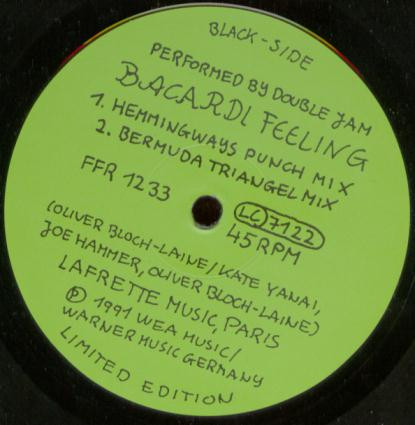 BLACK-SIDE
PERFORMED BY DOUBLE JAM
BACARDI FEELING
1. HEMMINGWAYS PUNCH MIX
2. BERMUDA TRIANGEL MIX
FFR 1233
LC 7122
45 RPM
(OLIVER BLOCH-LAINE/KATE YANAI,
JOE HAMMER, OLIVER BLOCH-LAINE)
LAFRETTE MUSIC, PARIS
℗ 1991 WEA MUSIC/
WARNER MUSIC GERMANY
LIMITED EDITION